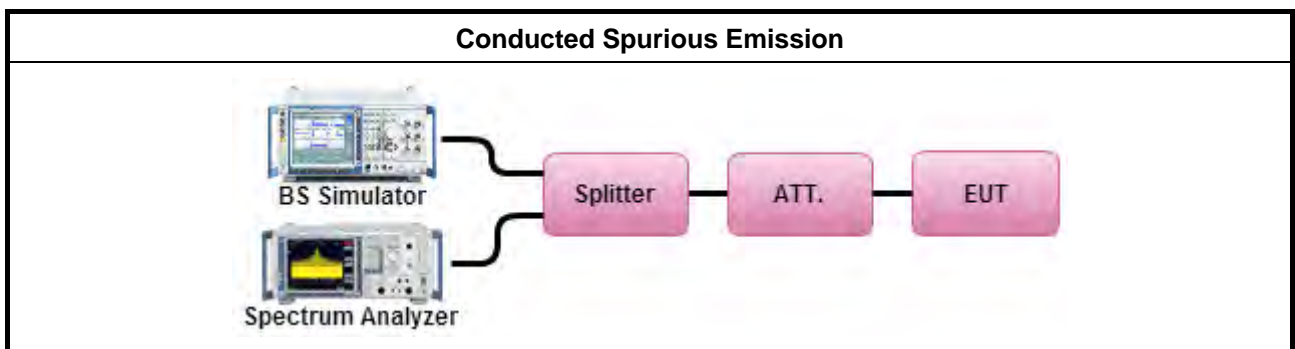 Conducted Spurious Emission
BS Simulator
Splitter
ATT.
EUT
Spectrum Analyzer